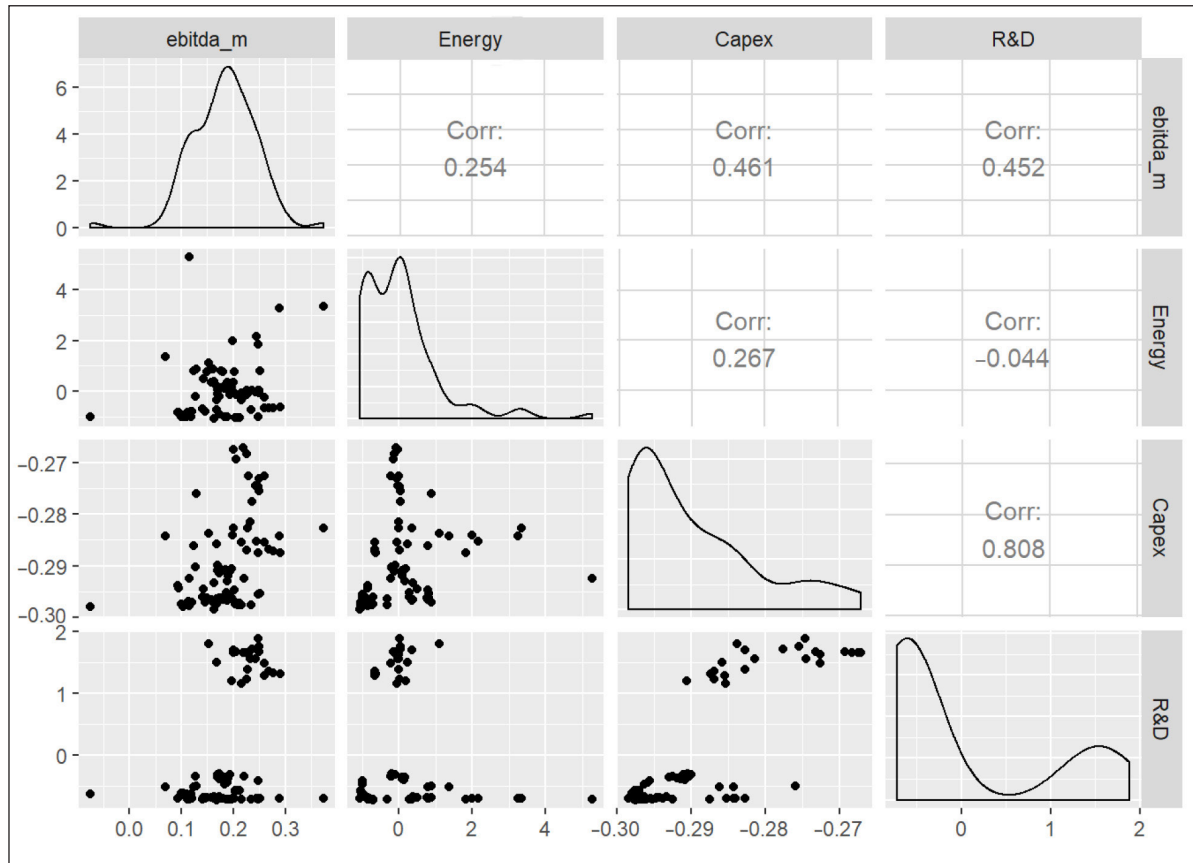 ebitda_m Energy Capex R&D
6
4
2
0
Corr:
0.254
Corr:
0.461
Corr:
0.452
ebitda_m
4
2
0
Corr:
0.267
Corr:
−0.044
Energy
−0.27
−0.28
−0.29
−0.30
Corr:
0.808
Capex
2
1
0
R&D
0.0 0.1 0.2 0.3 0 2 4 −0.30 −0.29 −0.28 −0.27 0 1 2